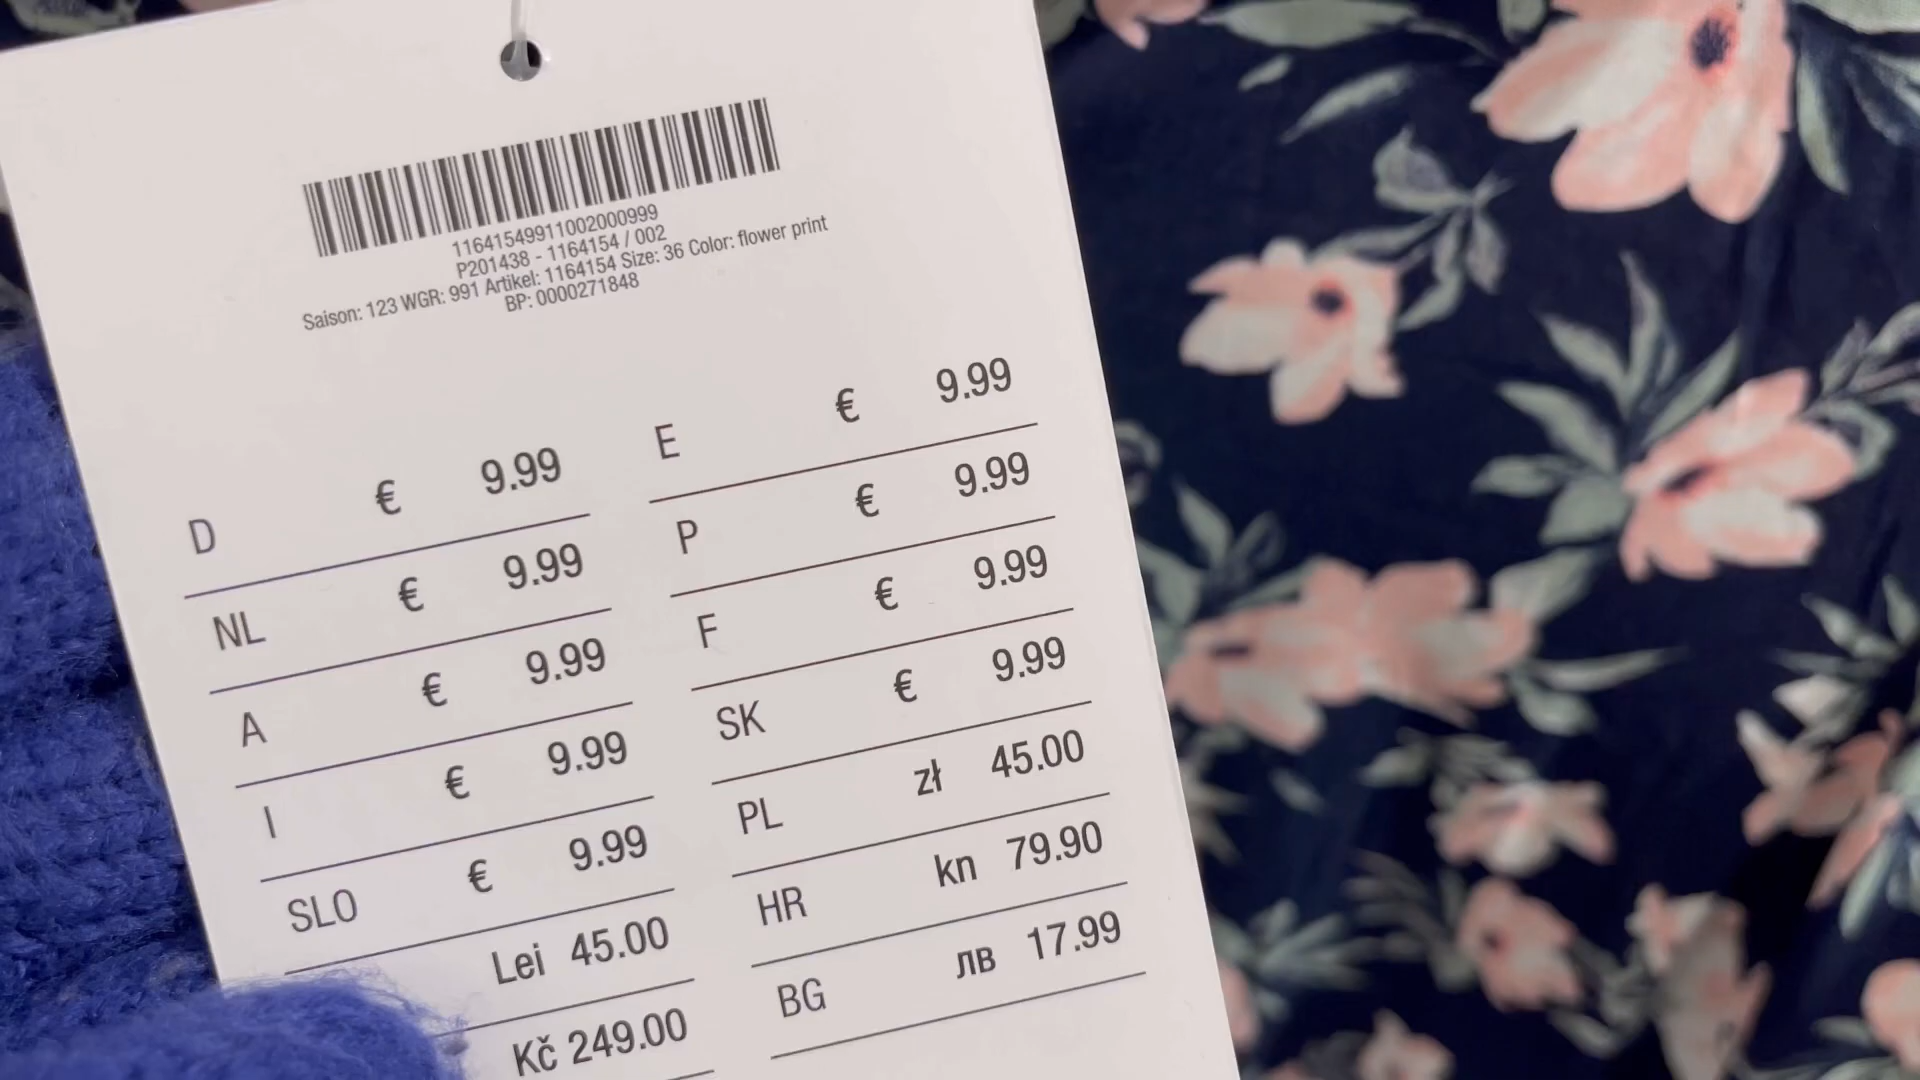 11641549911002000999
P201438 - 1164154 / 002
Saison: 123 WGR: 991 Artikel: 1164154 Size: 36 Color: flower print
BP: 0000271848
D € 9.99
NL € 9.99
A € 9.99
I € 9.99
SLO € 9.99
Lei 45.00
Kč 249.00
E € 9.99
P € 9.99
F € 9.99
SK € 9.99
PL zł 45.00
HR kn 79.90
BG лв 17.99